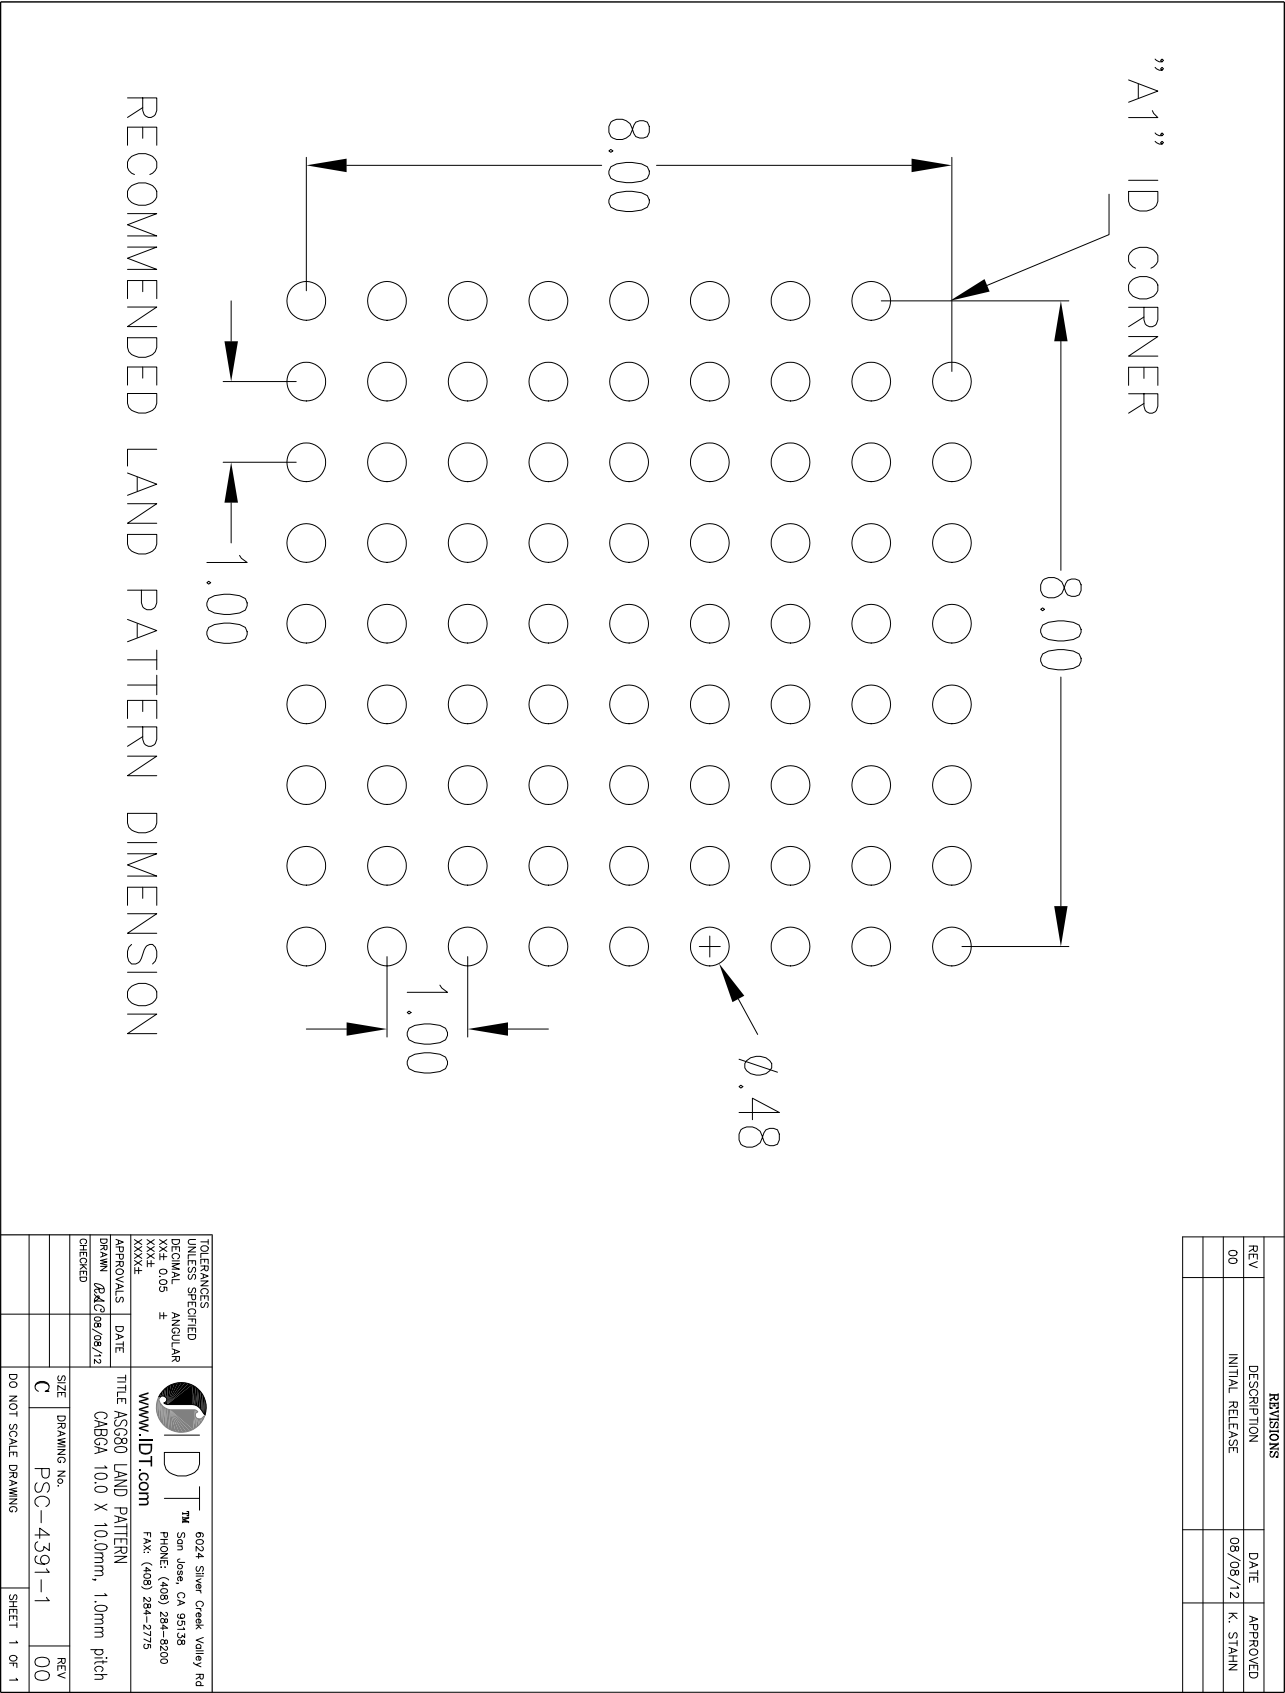 "A1" ID CORNER
8.00
8.00
1.00
1.00
Ø.48
RECOMMENDED LAND PATTERN DIMENSION
REVISIONS
REV DESCRIPTION DATE APPROVED
00 INITIAL RELEASE 08/08/12 K. STAHN
TOLERANCES
UNLESS SPECIFIED
DECIMAL ANGULAR
XX± 0.05 ±
XXX±
XXXX±
IDT™
www.IDT.com
6024 Silver Creek Valley Rd
San Jose, CA 95138
PHONE: (408) 284-8200
FAX: (408) 284-2775
APPROVALS DATE
DRAWN RAC 08/08/12
CHECKED
TITLE ASG80 LAND PATTERN
CABGA 10.0 X 10.0mm, 1.0mm pitch
SIZE DRAWING No. REV
C PSC-4391-1 00
DO NOT SCALE DRAWING SHEET 1 OF 1